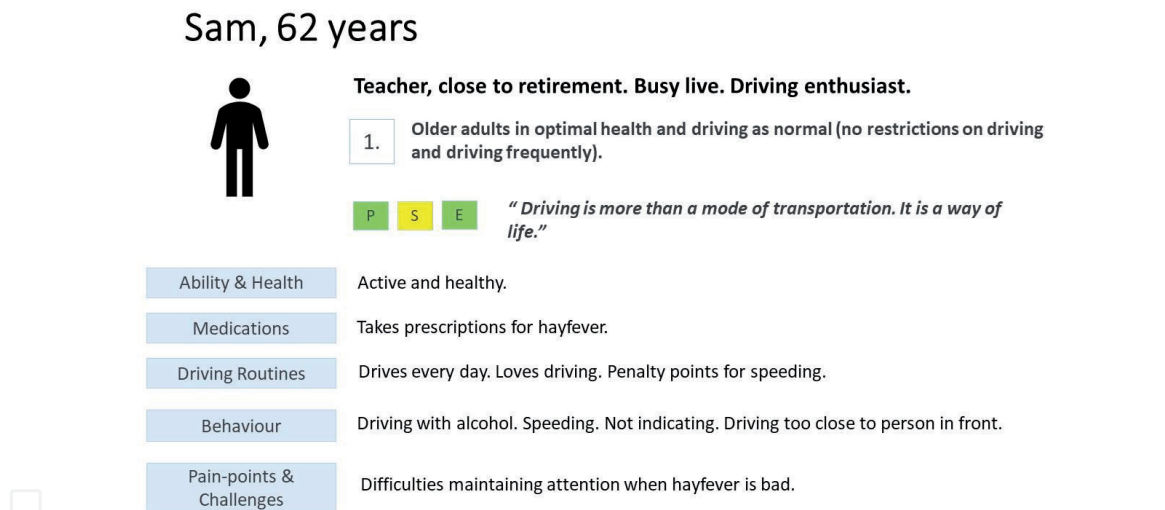 Sam, 62 years
Teacher, close to retirement. Busy live. Driving enthusiast.
1.
Older adults in optimal health and driving as normal (no restrictions on driving
and driving frequently).
P S E
“ Driving is more than a mode of transportation. It is a way of
life.”
Ability & Health
Active and healthy.
Medications
Takes prescriptions for hayfever.
Driving Routines
Drives every day. Loves driving. Penalty points for speeding.
Behaviour
Driving with alcohol. Speeding. Not indicating. Driving too close to person in front.
Pain-points &
Challenges
Difficulties maintaining attention when hayfever is bad.